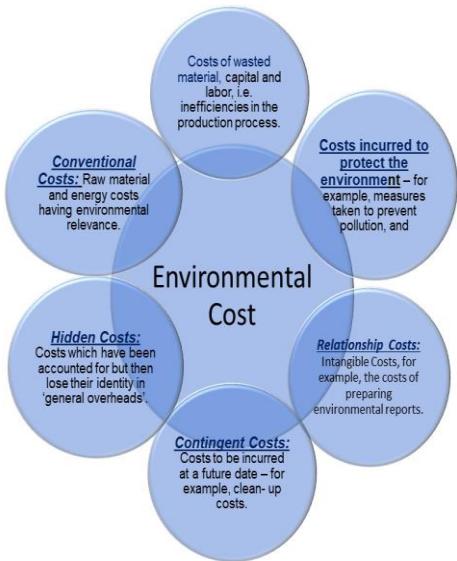 Costs of wasted
material, capital and
labor, i.e.
inefficiencies in the
production process.
Costs incurred to
protect the
environment – for
example, measures
taken to prevent
pollution, and
Relationship Costs:
Intangible Costs, for
example, the costs of
preparing
environmental reports.
Contingent Costs:
Costs to be incurred
at a future date – for
example, clean- up
costs.
Hidden Costs:
Costs which have been
accounted for but then
lose their identity in
‘general overheads’.
Conventional
Costs: Raw material
and energy costs
having environmental
relevance.
Environmental
Cost